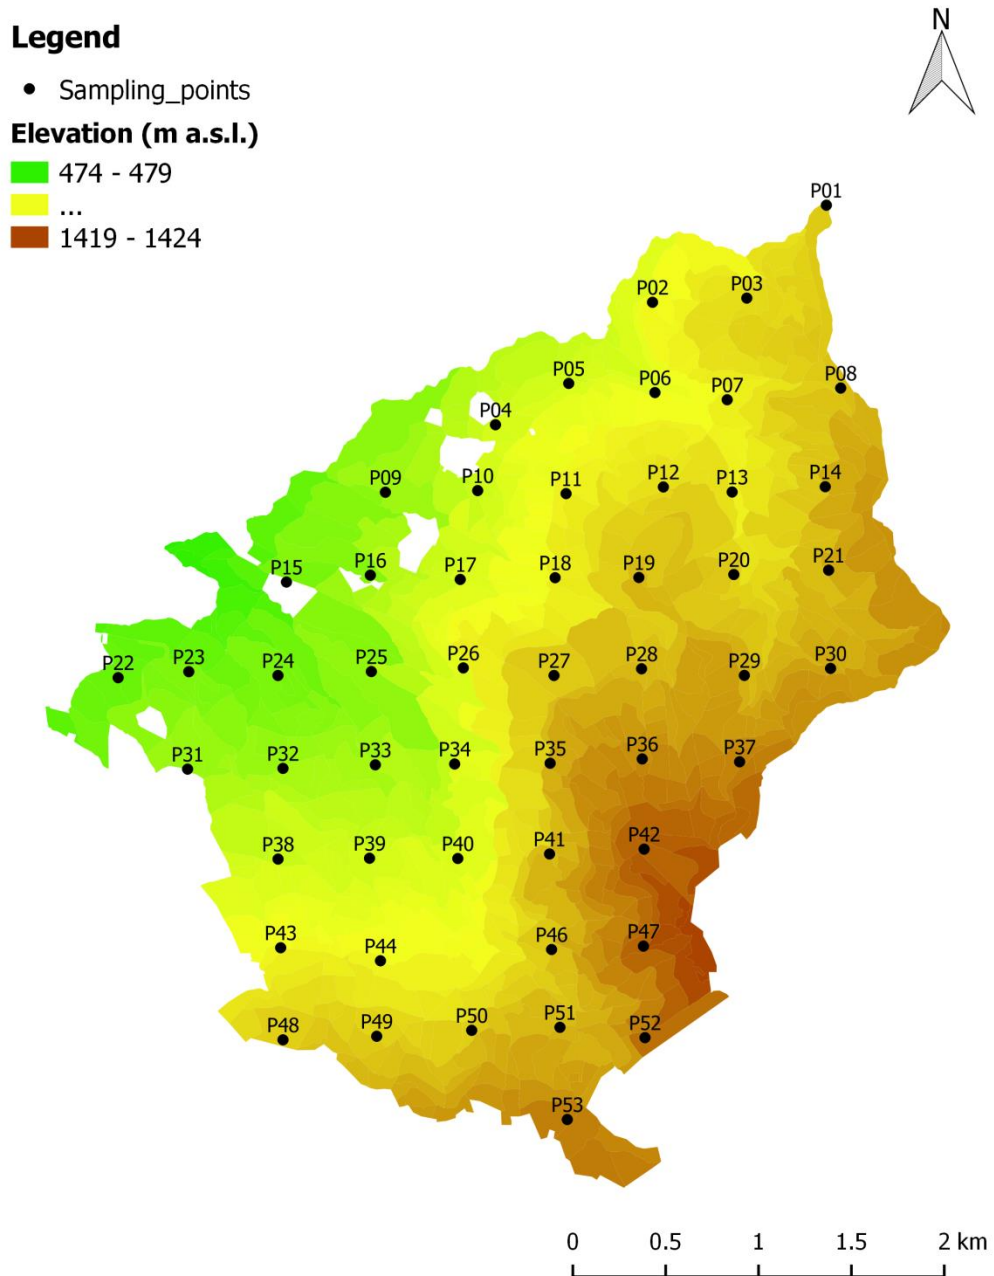 Legend
N
Sampling_points
Elevation (m a.s.l.)
474 - 479
...
1419 - 1424
P01
P02 P03
P05 P06 P07 P08
P04
P09 P10 P11 P12 P13 P14
P15 P16 P17 P18 P19 P20 P21
P22 P23 P24 P25 P26 P27 P28 P29 P30
P31 P32 P33 P34 P35 P36 P37
P38 P39 P40 P41 P42
P43 P44 P46 P47
P48 P49 P50 P51 P52
P53
0 0.5 1 1.5 2 km